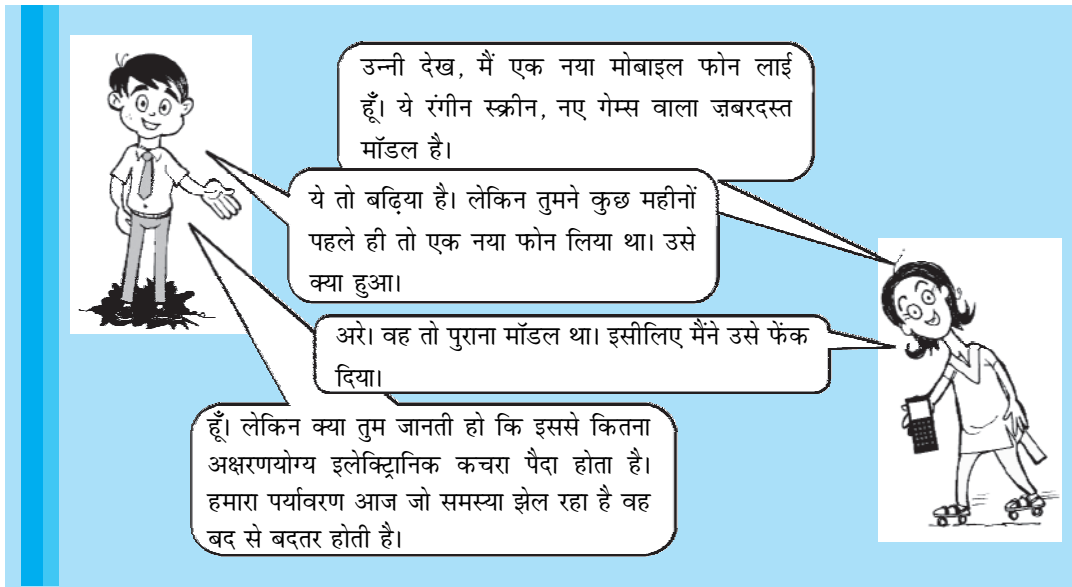 उन्नी देख, मैं एक नया मोबाइल फोन लाई
हूँ। ये रंगीन स्क्रीन, नए गेम्स वाला ज़बरदस्त
मॉडल है।
ये तो बढ़िया है। लेकिन तुमने कुछ महीनों
पहले ही तो एक नया फोन लिया था। उसे
क्या हुआ।
अरे। वह तो पुराना मॉडल था। इसीलिए मैंने उसे फेंक
दिया।
हूँ। लेकिन क्या तुम जानती हो कि इससे कितना
अक्षरणयोग्य इलेक्ट्रिानिक कचरा पैदा होता है।
हमारा पर्यावरण आज जो समस्या झेल रहा है वह
बद से बदतर होती है।